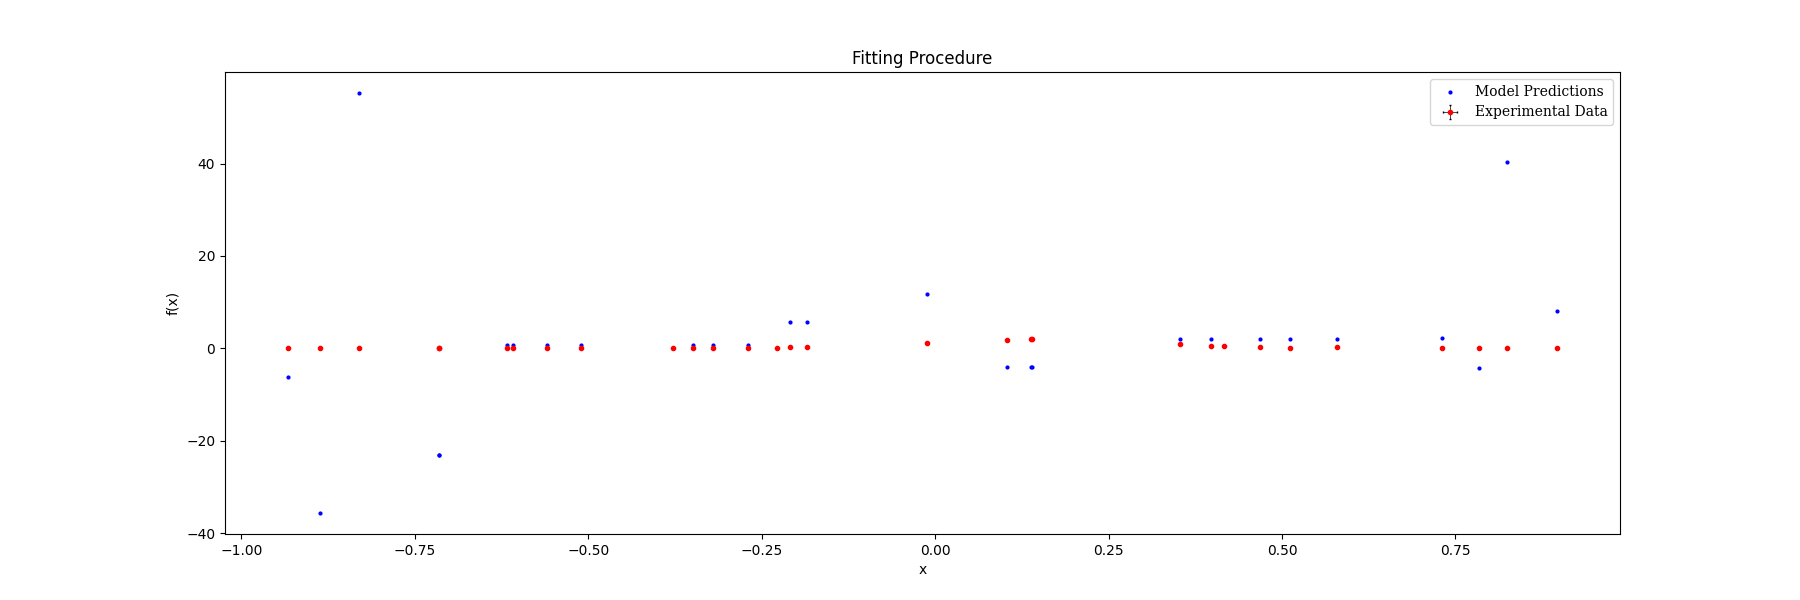 Fitting Procedure
Model Predictions
Experimental Data
40
20
0
−20
−40
f(x)
−1.00 −0.75 −0.50 −0.25 0.00 0.25 0.50 0.75
x